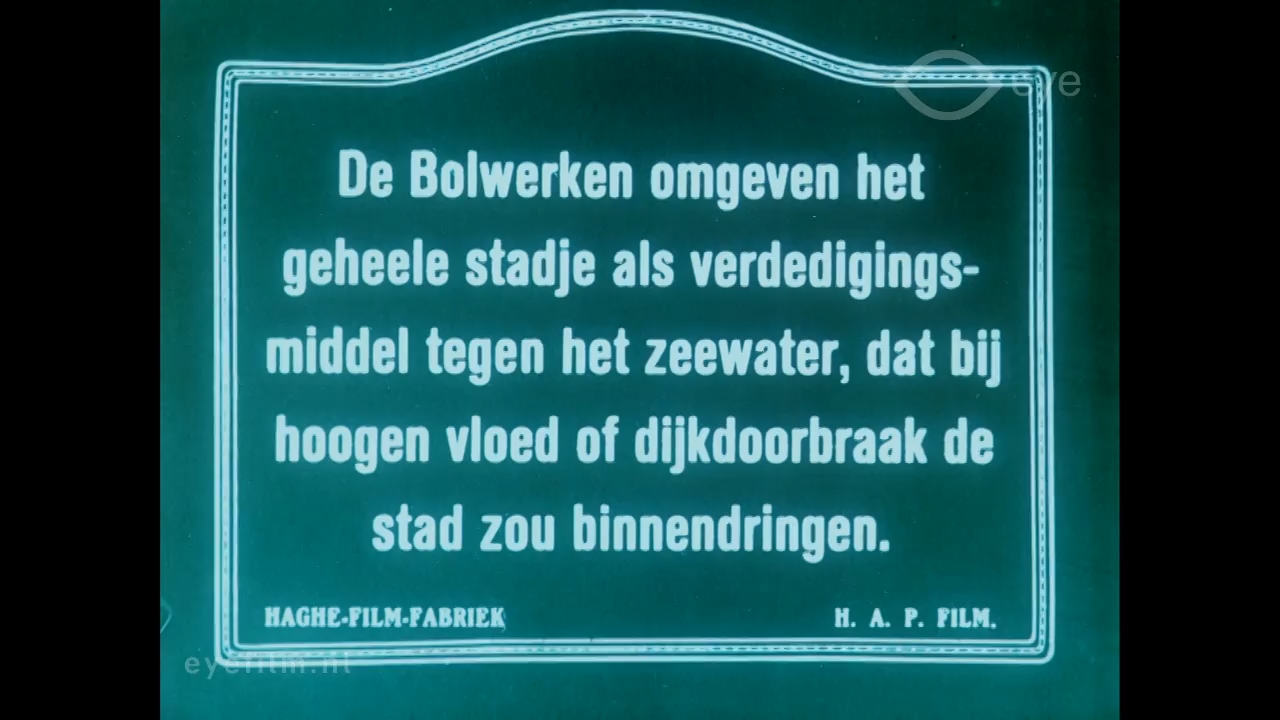 eye
De Bolwerken omgeven het
geheele stadje als verdedigings-
middel tegen het zeewater, dat bij
hoogen vloed of dijkdoorbraak de
stad zou binnendringen.
HAGHE-FILM-FABRIEK
H. A. P. FILM.
eyefilm.nl